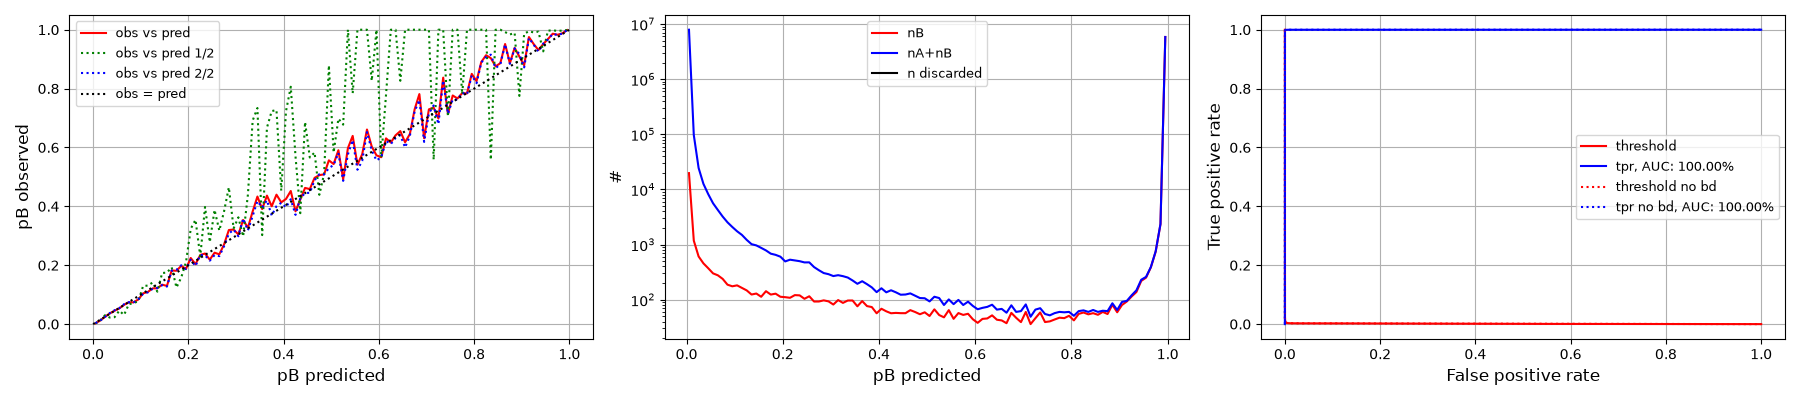 1.0
0.8
0.6
0.4
0.2
0.0
pB observed
obs vs pred
obs vs pred 1/2
obs vs pred 2/2
obs = pred
0.0 0.2 0.4 0.6 0.8 1.0
pB predicted
10⁷
10⁶
10⁵
10⁴
10³
10²
#
nB
nA+nB
n discarded
0.0 0.2 0.4 0.6 0.8 1.0
pB predicted
1.0
0.8
0.6
0.4
0.2
0.0
True positive rate
threshold
tpr, AUC: 100.00%
threshold no bd
tpr no bd, AUC: 100.00%
0.0 0.2 0.4 0.6 0.8 1.0
False positive rate